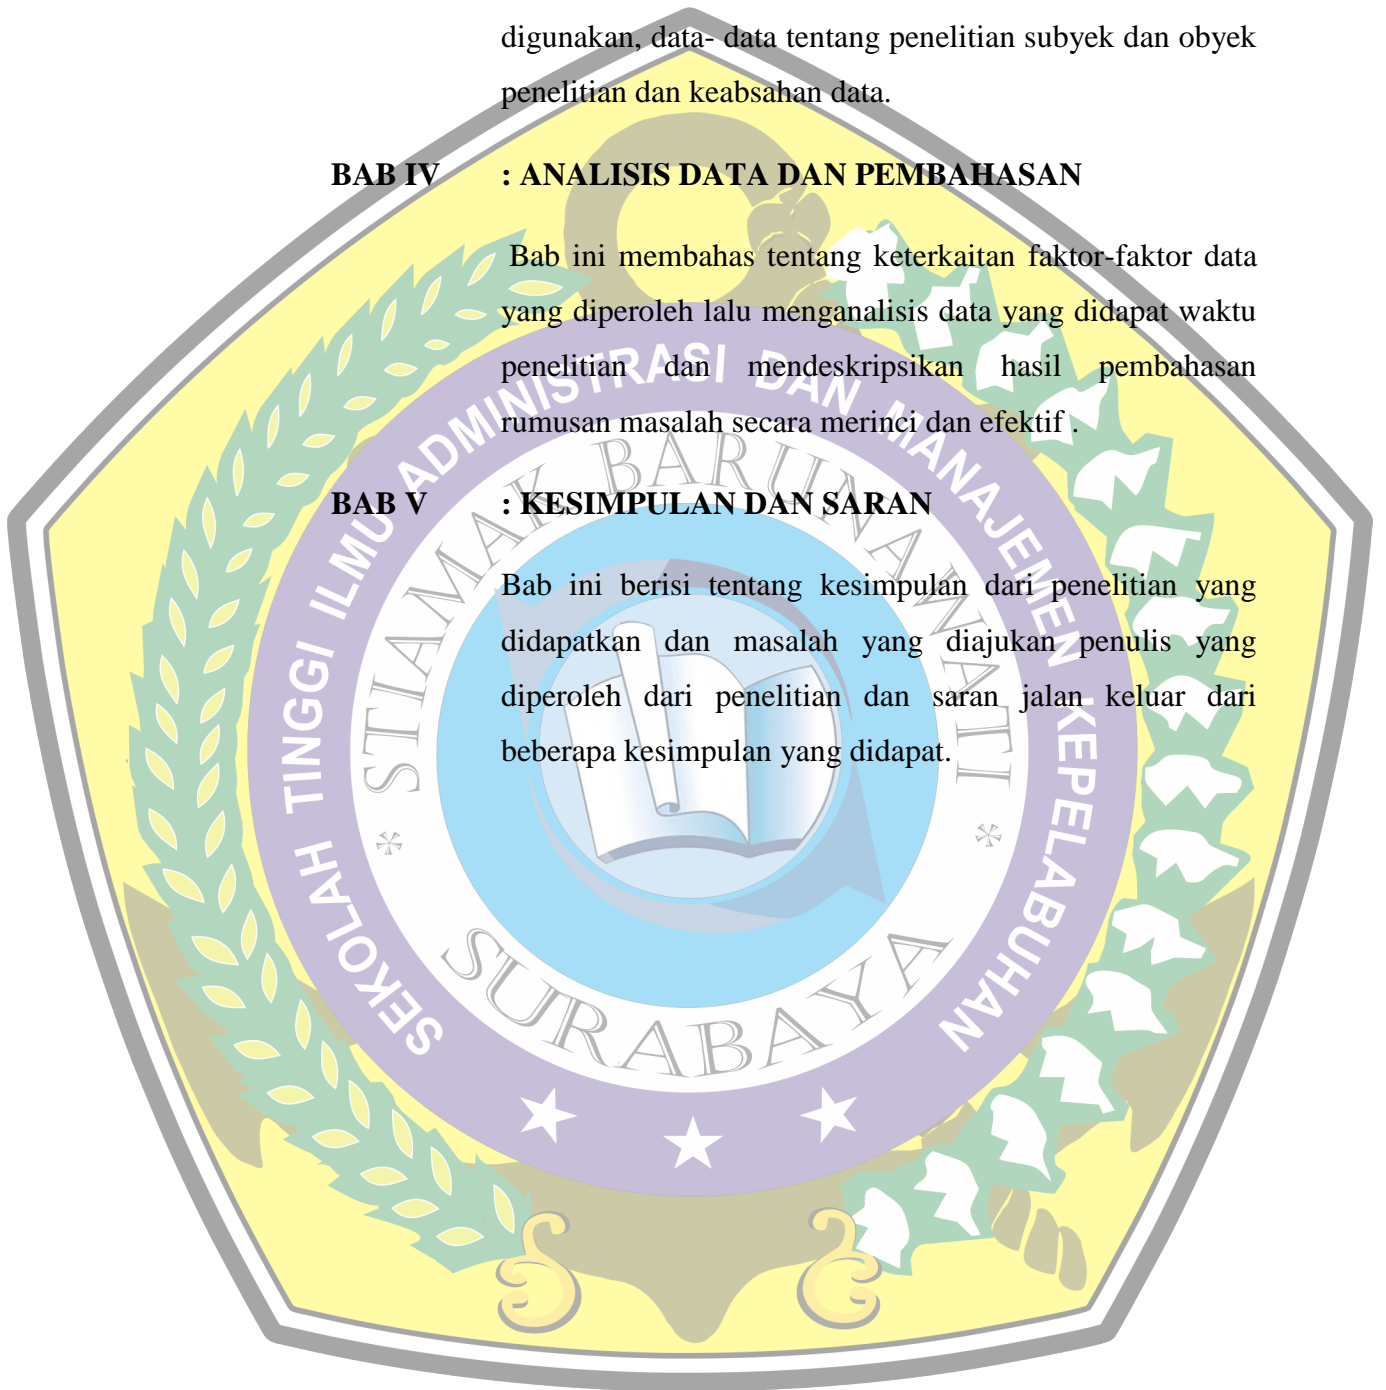 digunakan, data- data tentang penelitian subyek dan obyek
penelitian dan keabsahan data.
BAB IV : ANALISIS DATA DAN PEMBAHASAN
Bab ini membahas tentang keterkaitan faktor-faktor data
yang diperoleh lalu menganalisis data yang didapat waktu
penelitian dan mendeskripsikan hasil pembahasan
rumusan masalah secara merinci dan efektif .
BAB V : KESIMPULAN DAN SARAN
Bab ini berisi tentang kesimpulan dari penelitian yang
didapatkan dan masalah yang diajukan penulis yang
diperoleh dari penelitian dan saran jalan keluar dari
beberapa kesimpulan yang didapat.
SEKOLAH TINGGI ILMU ADMINISTRASI DAN MANAJEMEN KEPELABUHAN
STIAMAK BARUNAWATI
* SURABAYA *